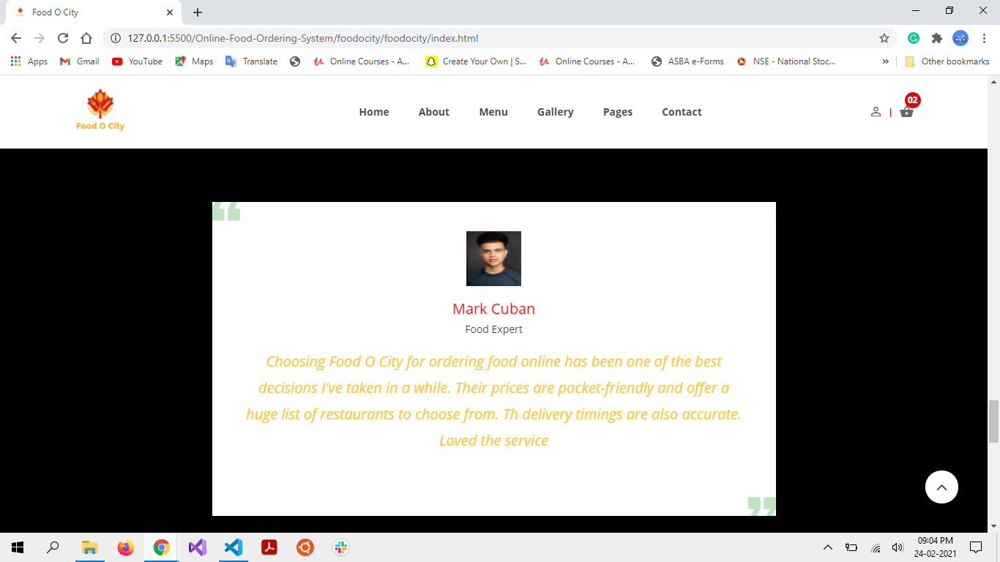 Food O City
127.0.0.1:5500/Online-Food-Ordering-System/foodocity/foodocity/index.html
Apps Gmail YouTube Maps Translate Online Courses - A... Create Your Own | S... Online Courses - A... ASBA e-Forms NSE - National Stoc... » Other bookmarks
Food O City
Home About Menu Gallery Pages Contact
02
Mark Cuban
Food Expert
Choosing Food O City for ordering food online has been one of the best
decisions I've taken in a while. Their prices are pocket-friendly and offer a
huge list of restaurants to choose from. Th delivery timings are also accurate.
Loved the service
09:04 PM
24-02-2021